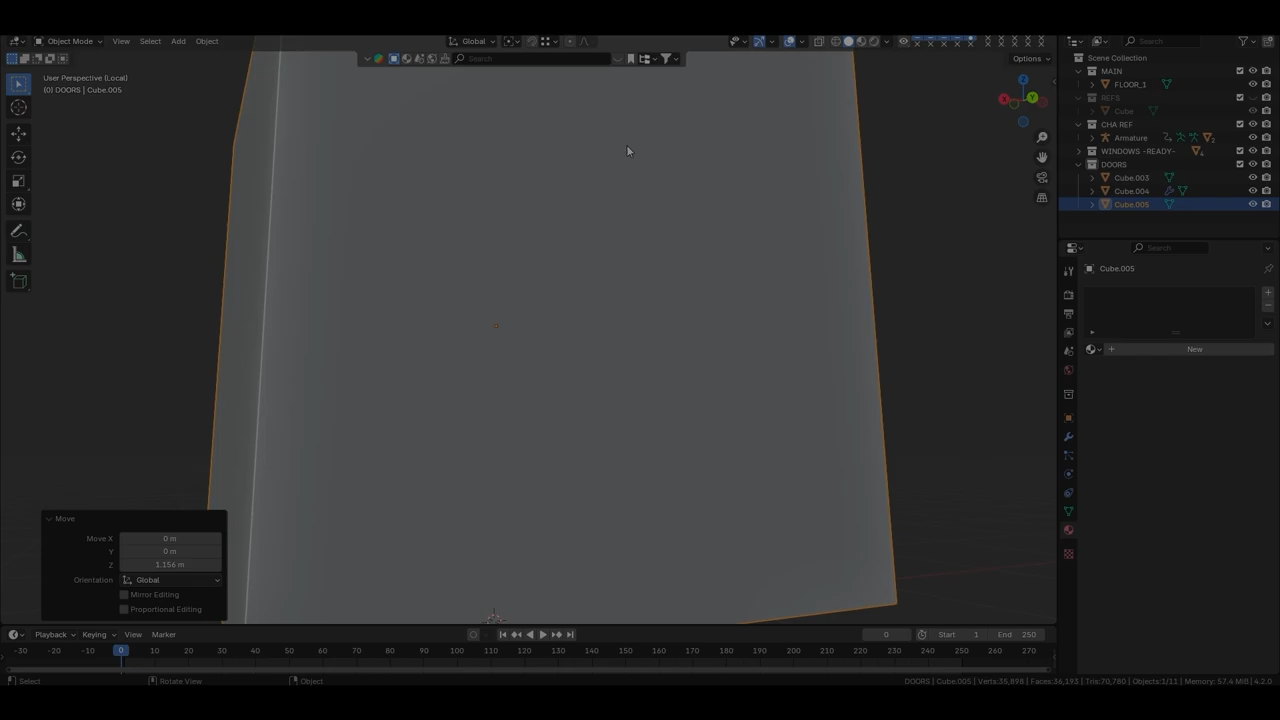 Object Mode View Select Add Object Global Search
Search Options
User Perspective (Local)
(0) DOORS | Cube.005
X Y Z
Scene Collection
MAIN
FLOOR_1
REFS
Cube
CHA REF
Armature 2
WINDOWS -READY- 4
DOORS
Cube.003
Cube.004
Cube.005
Search
Cube.005
New
Move
Move X 0 m
Y 0 m
Z 1.156 m
Orientation Global
Mirror Editing
Proportional Editing
Playback Keying View Marker 0 Start 1 End 250
-30 -20 -10 0 10 20 30 40 50 60 70 80 90 100 110 120 130 140 150 160 170 180 190 200 210 220 230 240 250 260 270
Select Rotate View Object DOORS | Cube.005 | Verts:35,898 | Faces:36,193 | Tris:70,780 | Objects:1/11 | Memory: 57.4 MiB | 4.2.0